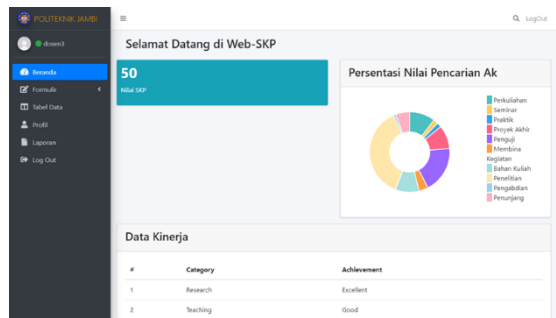 POLITEKNIK JAMBI
LogOut
dosen3
Beranda
Formulir
Tabel Data
Profil
Laporan
Log Out
Selamat Datang di Web-SKP
50
Nilai SKP
Persentasi Nilai Pencarian Ak
Perkuliahan
Seminar
Praktik
Proyek Akhir
Penguji
Membina
Kegiatan
Bahan Kuliah
Penelitian
Pengabdian
Penunjang
Data Kinerja
# Category Achievement
1 Research Excellent
2 Teaching Good